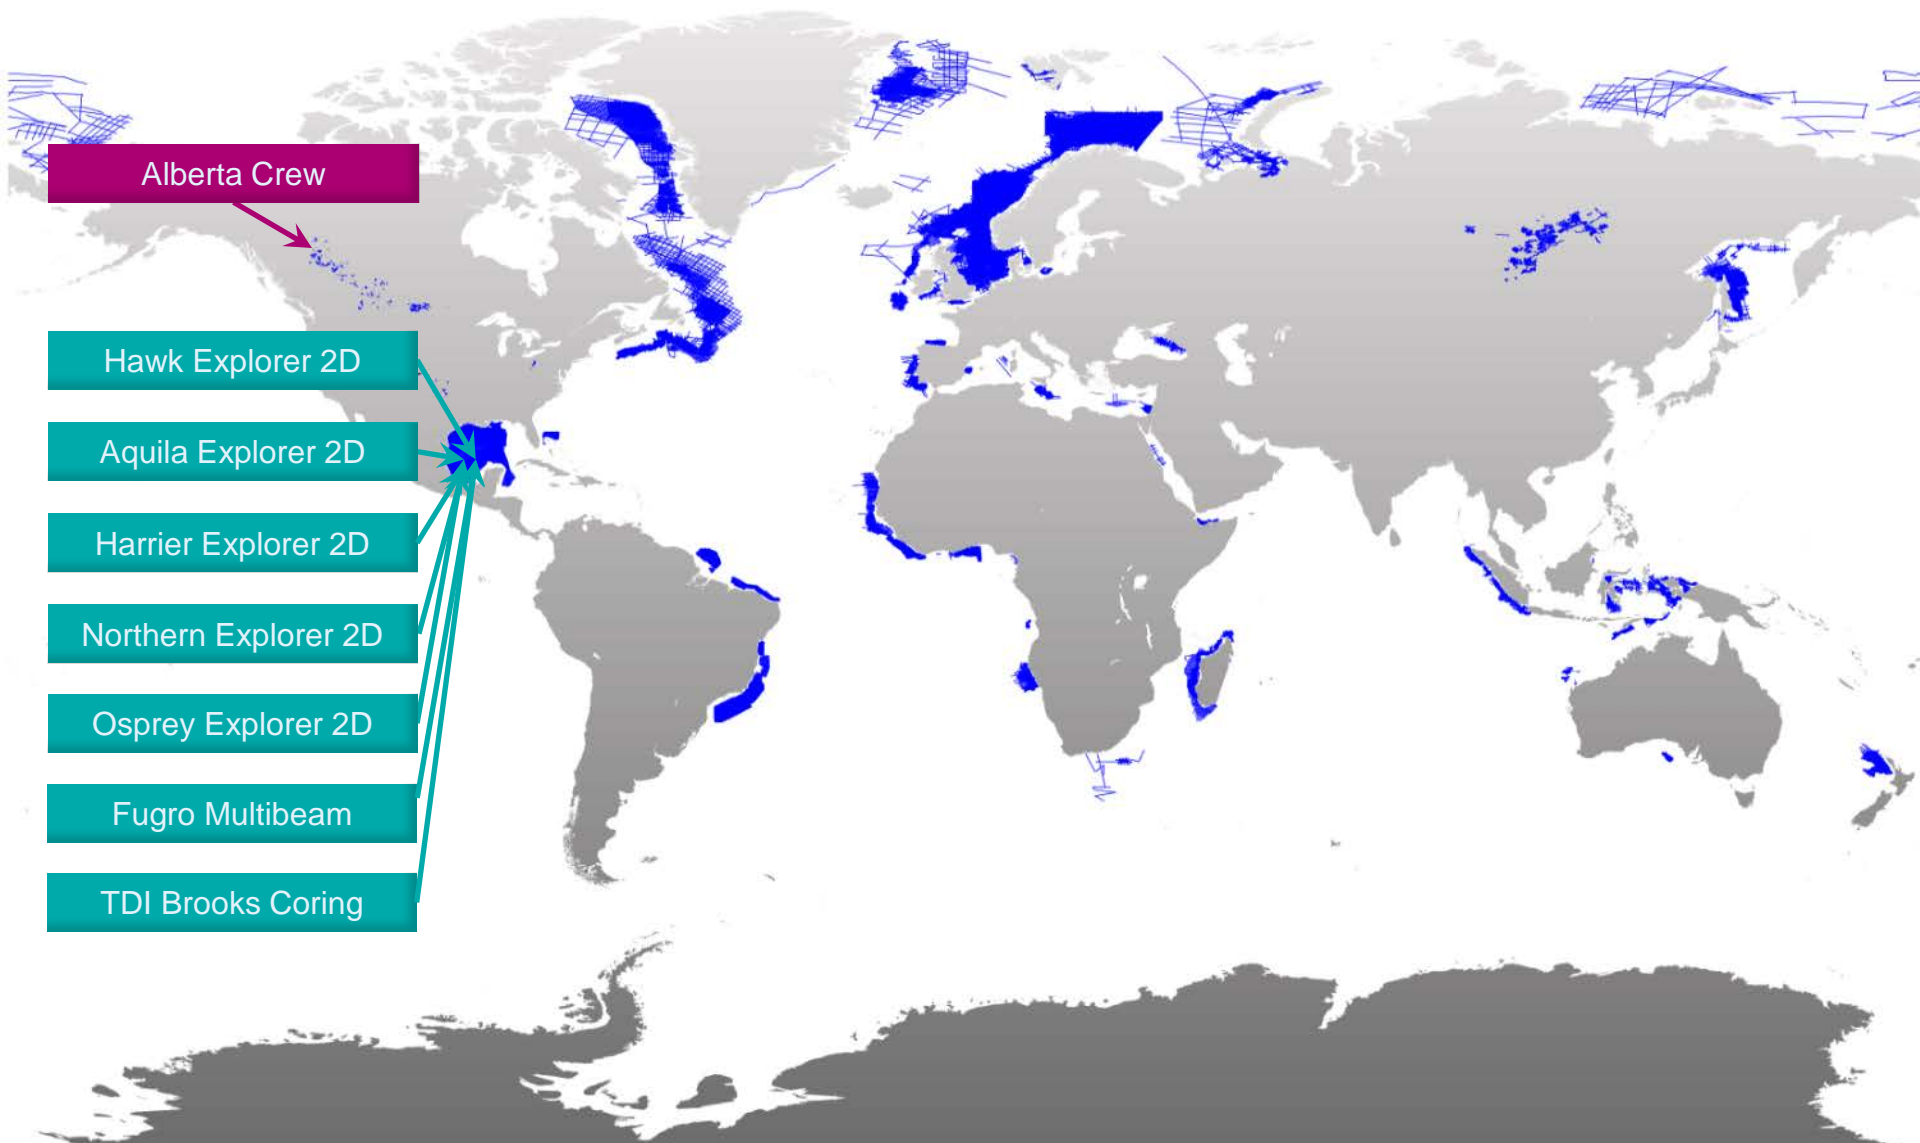 Alberta Crew
Hawk Explorer 2D
Aquila Explorer 2D
Harrier Explorer 2D
Northern Explorer 2D
Osprey Explorer 2D
Fugro Multibeam
TDI Brooks Coring